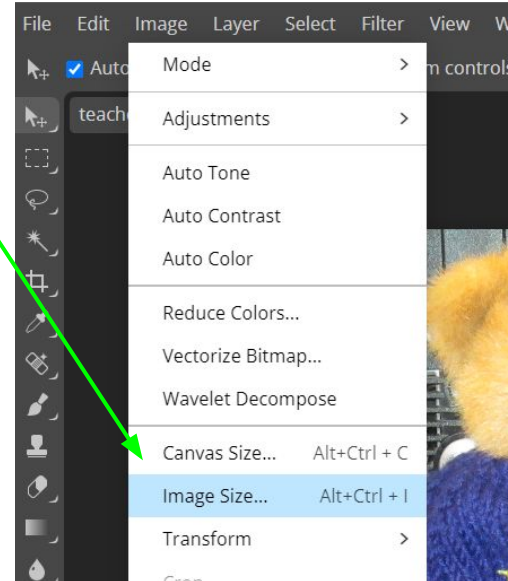 File Edit Image Layer Select Filter View W
Auto m controls
teach
Mode >
Adjustments >
Auto Tone
Auto Contrast
Auto Color
Reduce Colors...
Vectorize Bitmap...
Wavelet Decompose
Canvas Size... Alt+Ctrl + C
Image Size... Alt+Ctrl + I
Transform >
Crop